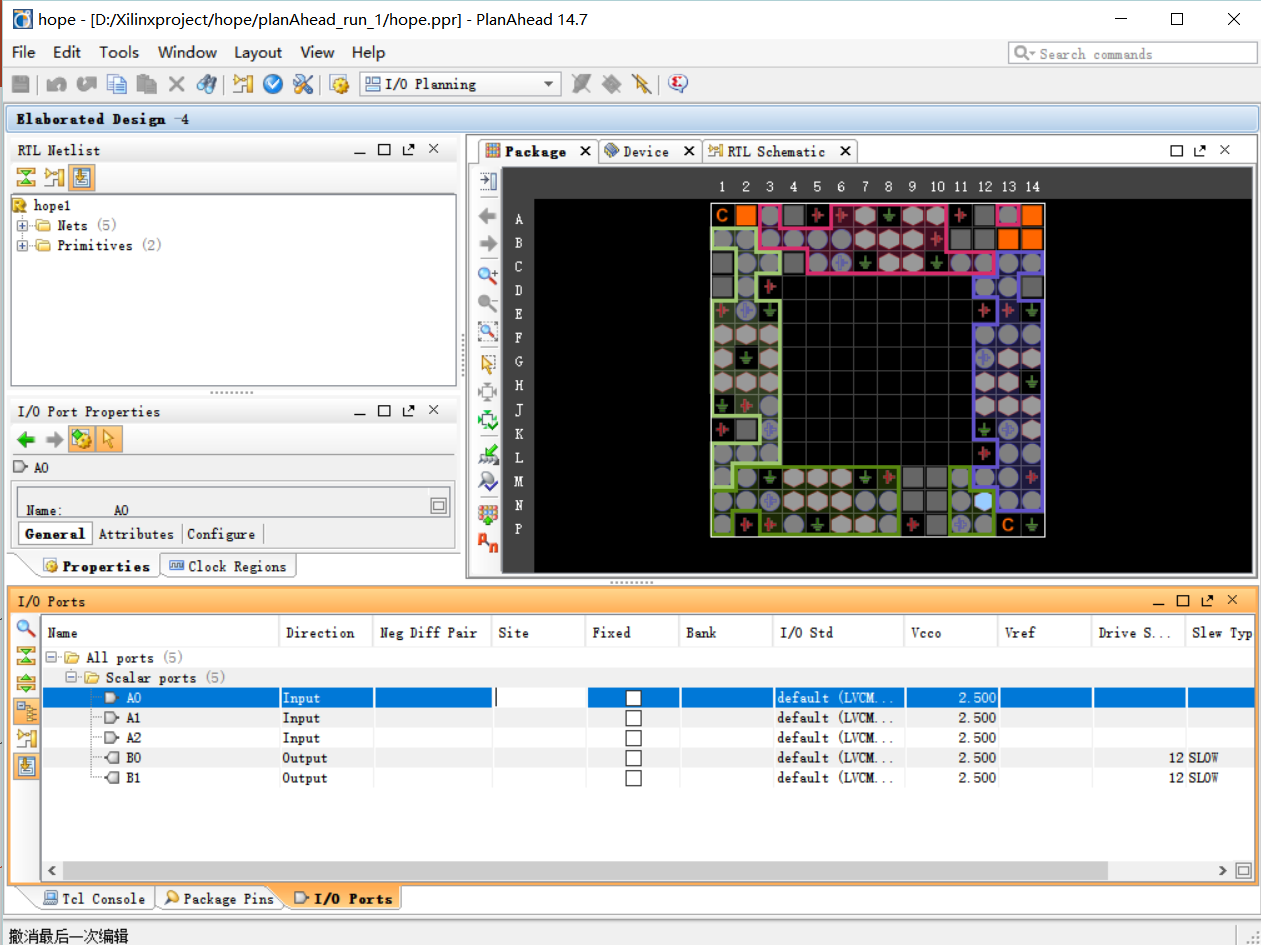 hope - [D:/Xilinxproject/hope/planAhead_run_1/hope.ppr] - PlanAhead 14.7
File Edit Tools Window Layout View Help
Search commands
I/O Planning
Elaborated Design -4
RTL Netlist
hope1
Nets (5)
Primitives (2)
I/O Port Properties
A0
Name: A0
General Attributes Configure
Properties Clock Regions
Package Device RTL Schematic
1 2 3 4 5 6 7 8 9 10 11 12 13 14
A
B
C
D
E
F
G
H
J
K
L
M
N
P
C
C
I/O Ports
Name Direction Neg Diff Pair Site Fixed Bank I/O Std Vcco Vref Drive S... Slew Typ
All ports (5)
Scalar ports (5)
A0 Input default (LVCM... 2.500
A1 Input default (LVCM... 2.500
A2 Input default (LVCM... 2.500
B0 Output default (LVCM... 2.500 12 SLOW
B1 Output default (LVCM... 2.500 12 SLOW
Tcl Console Package Pins I/O Ports
撤消最后一次编辑